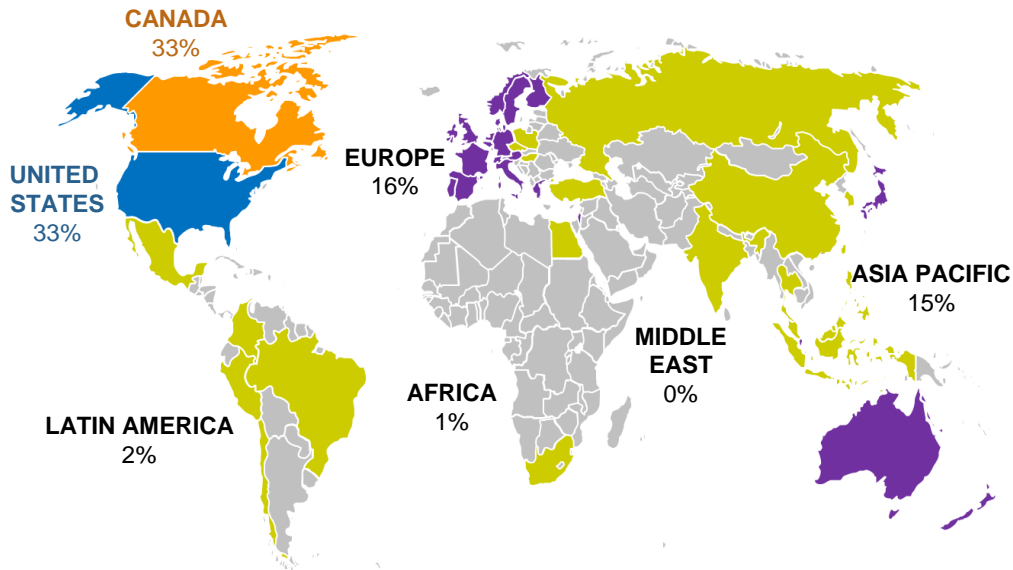 CANADA
33%
EUROPE
16%
UNITED
STATES
33%
ASIA PACIFIC
15%
MIDDLE
EAST
0%
AFRICA
1%
LATIN AMERICA
2%